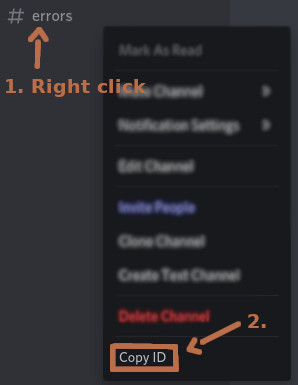 # errors
Mark As Read
1. Right click
Channel
Notification Settings
Edit Channel
Invite People
Clone Channel
Create Text Channel
Delete Channel
2.
Copy ID